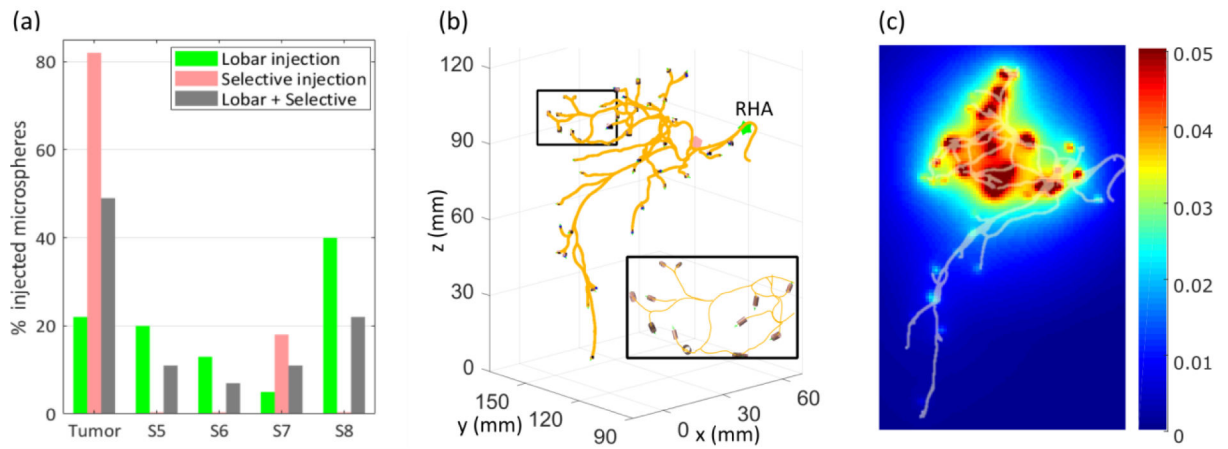 (a)
% injected microspheres
80
60
40
20
0
Lobar injection
Selective injection
Lobar + Selective
Tumor S5 S6 S7 S8
(b)
z (mm)
120
90
60
30
0
RHA
150
120
90
y (mm)
0
30
60
x (mm)
(c)
0.05
0.04
0.03
0.02
0.01
0